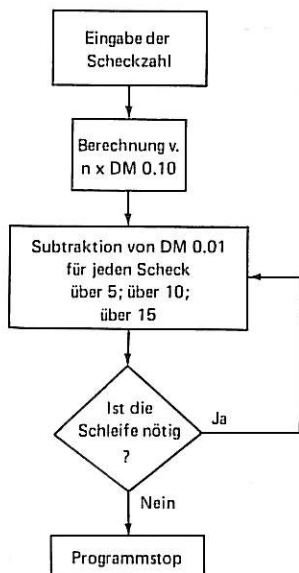 Eingabe der
Scheckzahl
Berechnung v.
n x DM 0.10
Subtraktion von DM 0.01
für jeden Scheck
über 5; über 10;
über 15
Ist die
Schleife nötig
?
Ja
Nein
Programmstop